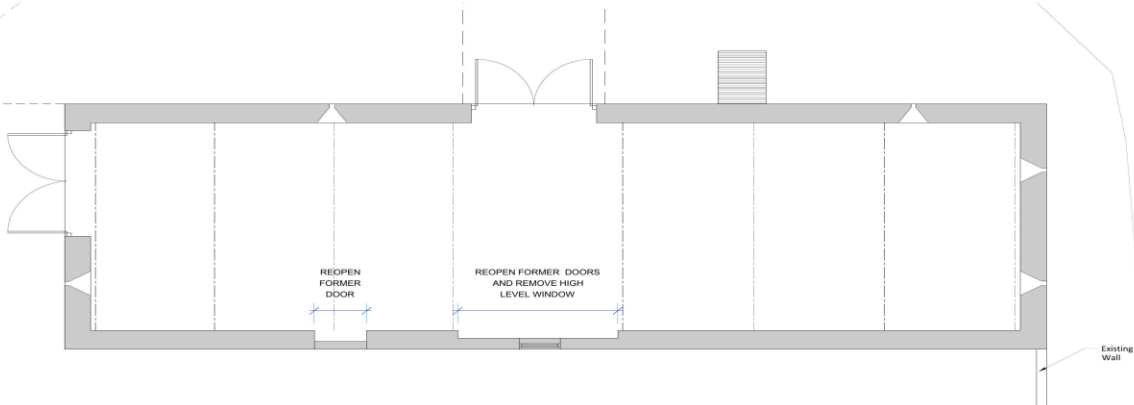 REOPEN
FORMER
DOOR
REOPEN FORMER DOORS
AND REMOVE HIGH
LEVEL WINDOW
Existing
Wall